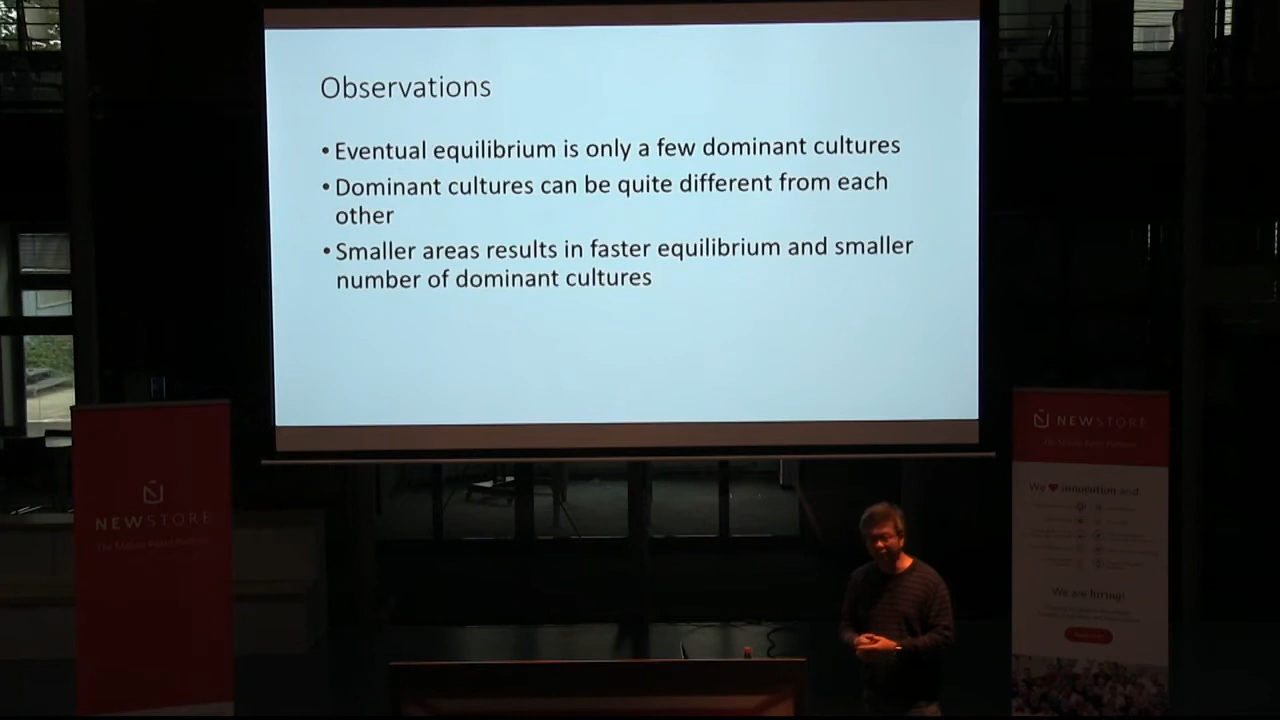 Observations
• Eventual equilibrium is only a few dominant cultures
• Dominant cultures can be quite different from each
other
• Smaller areas results in faster equilibrium and smaller
number of dominant cultures
NEWSTORE
NEWSTORE
We ♥ innovation and.
We are hiring!